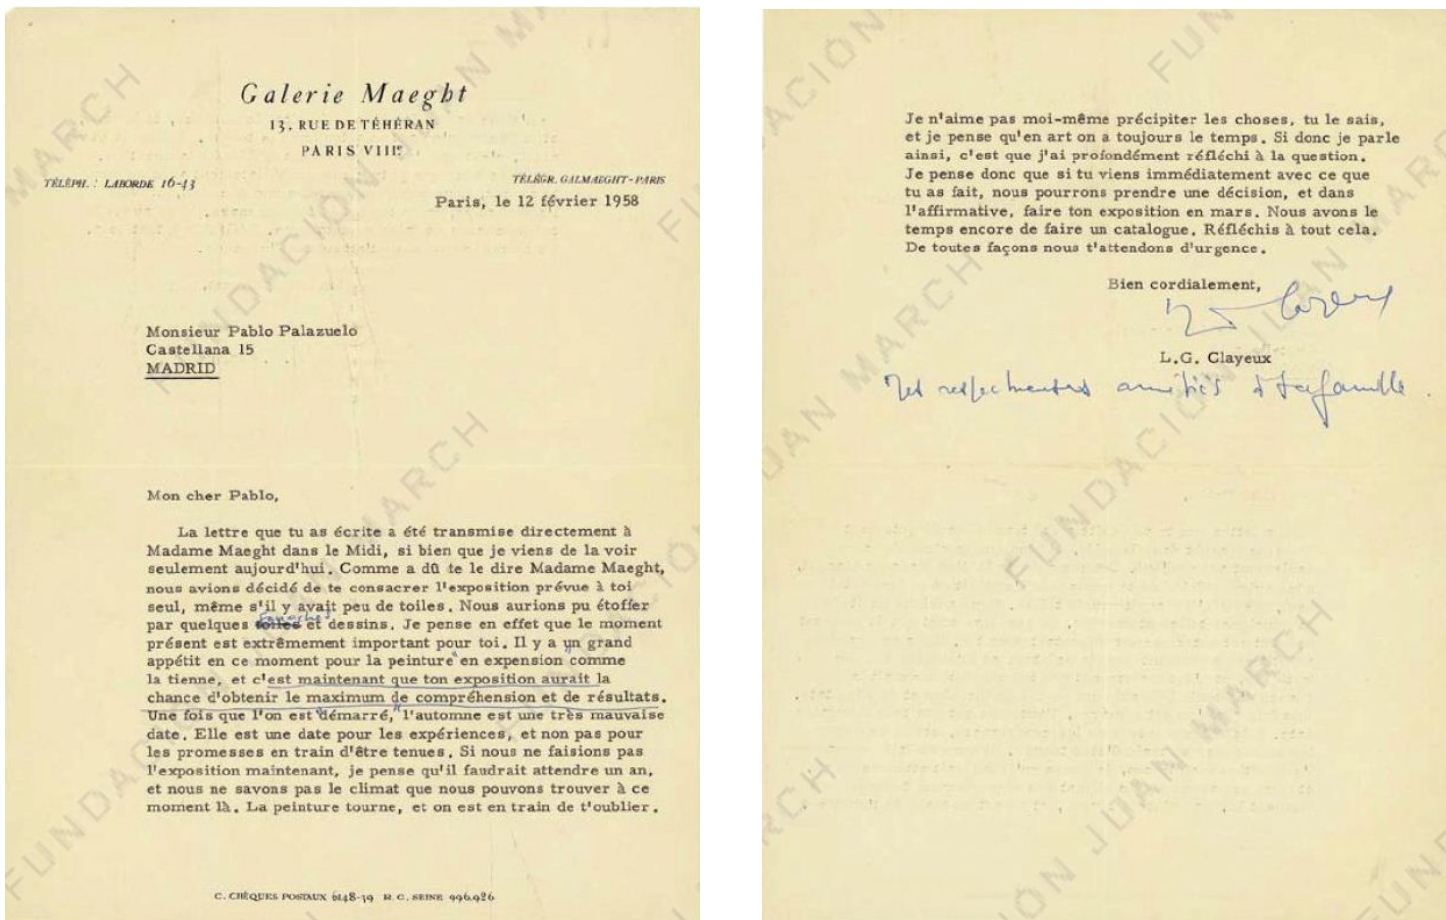 Galerie Maeght
13, RUE DE TÉHÉRAN
PARIS VIIIᵉ
TÉLÉPH. : LABORDE 16-43
TÉLÉGR. GALMAEGHT-PARIS
Paris, le 12 février 1958
Monsieur Pablo Palazuelo
Castellana 15
MADRID
Mon cher Pablo,
La lettre que tu as écrite a été transmise directement à
Madame Maeght dans le Midi, si bien que je viens de la voir
seulement aujourd'hui. Comme a dû te le dire Madame Maeght,
nous avions décidé de te consacrer l'exposition prévue à toi
seul, même s'il y avait peu de toiles. Nous aurions pu étoffer
gouaches
par quelques toiles et dessins. Je pense en effet que le moment
présent est extrêmement important pour toi. Il y a un grand
appétit en ce moment pour la peinture "en expension" comme
la tienne, et c'est maintenant que ton exposition aurait la
chance d'obtenir le maximum de compréhension et de résultats.
Une fois que l'on est "démarré," l'automne est une très mauvaise
date. Elle est une date pour les expériences, et non pas pour
les promesses en train d'être tenues. Si nous ne faisions pas
l'exposition maintenant, je pense qu'il faudrait attendre un an,
et nous ne savons pas le climat que nous pouvons trouver à ce
moment là. La peinture tourne, et on est en train de t'oublier.
C. CHÈQUES POSTAUX 6148-39 R. C. SEINE 996.926
Je n'aime pas moi-même précipiter les choses, tu le sais,
et je pense qu'en art on a toujours le temps. Si donc je parle
ainsi, c'est que j'ai profondément réfléchi à la question.
Je pense donc que si tu viens immédiatement avec ce que
tu as fait, nous pourrons prendre une décision, et dans
l'affirmative, faire ton exposition en mars. Nous avons le
temps encore de faire un catalogue. Réfléchis à tout cela.
De toutes façons nous t'attendons d'urgence.
Bien cordialement,
L.G. Clayeux
Mes respectueuses amitiés à ta famille.
FUNDACIÓN JUAN MARCH